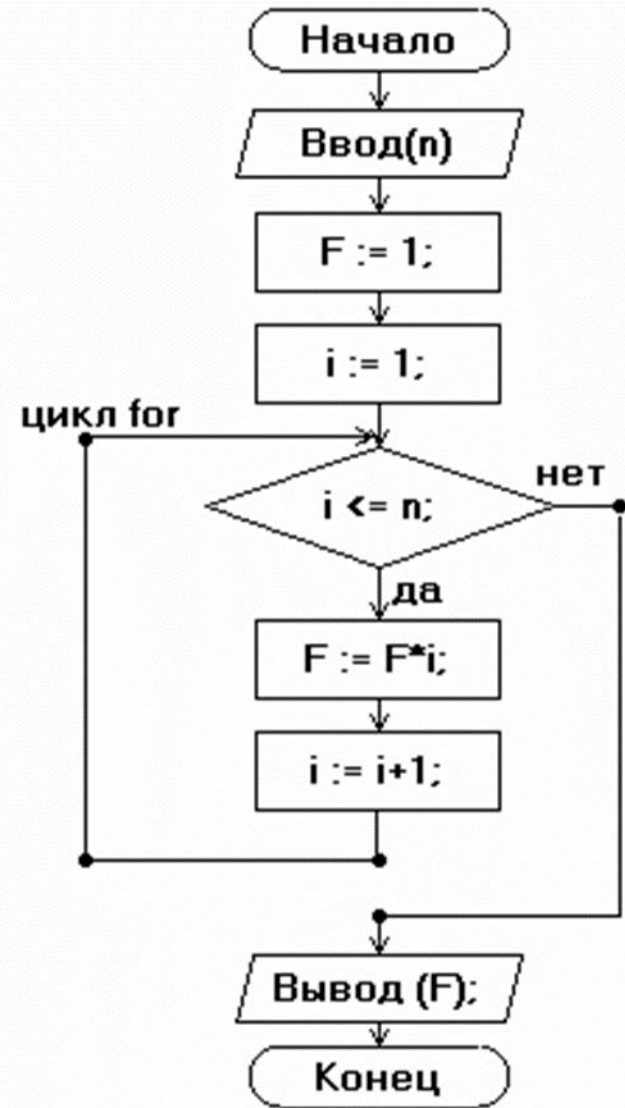 Начало
Ввод(n)
F := 1;
i := 1;
цикл for
i <= n;
нет
да
F := F*i;
i := i+1;
Вывод (F);
Конец